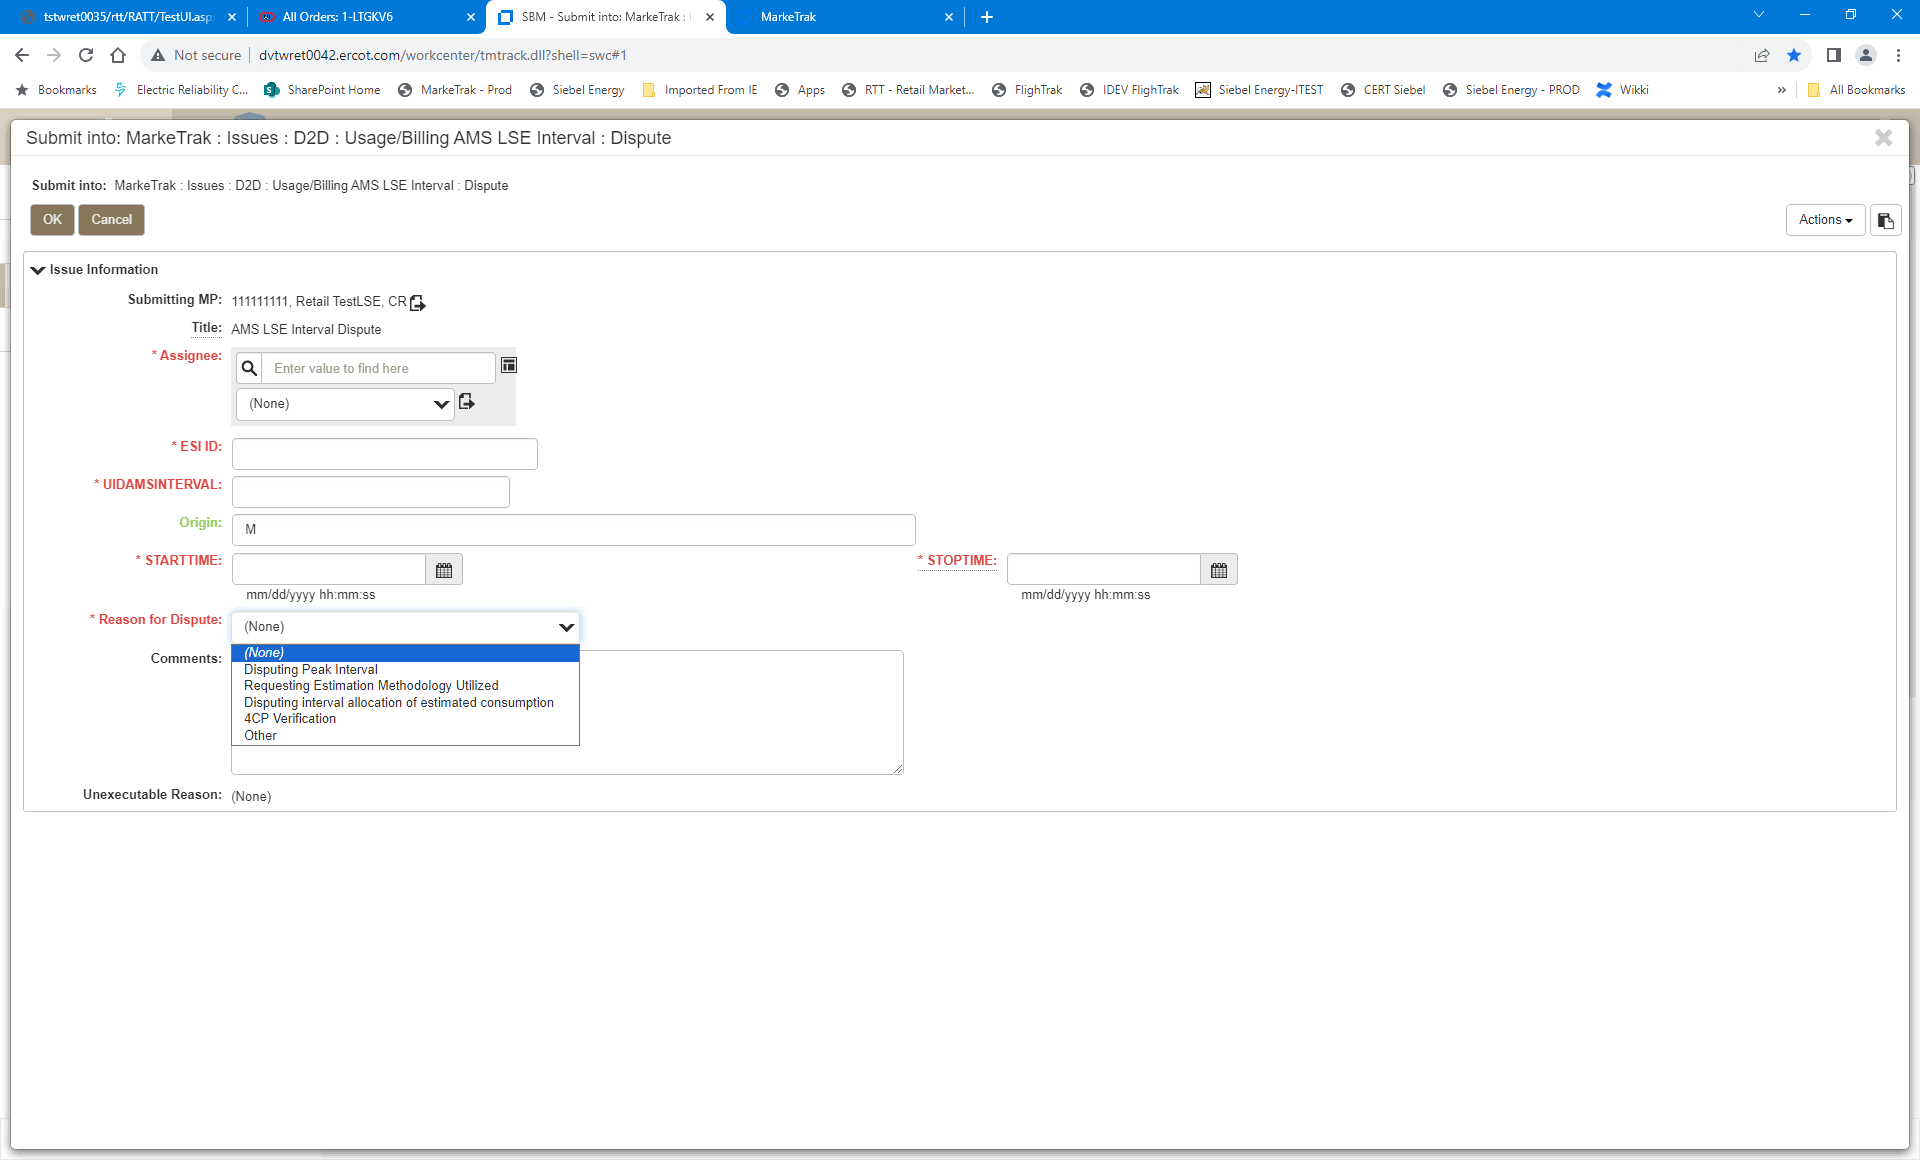 tstwret0035/rtt/RATT/TestUI.asp
All Orders: 1-LTGKV6
SBM - Submit into: MarkeTrak :
MarkeTrak
Not secure
dvtwret0042.ercot.com/workcenter/tmtrack.dll?shell=swc#1
Bookmarks
Electric Reliability C...
SharePoint Home
MarkeTrak - Prod
Siebel Energy
Imported From IE
Apps
RTT - Retail Market...
FlighTrak
IDEV FlighTrak
Siebel Energy-ITEST
CERT Siebel
Siebel Energy - PROD
Wikki
»
All Bookmarks
Submit into: MarkeTrak : Issues : D2D : Usage/Billing AMS LSE Interval : Dispute
Submit into: MarkeTrak : Issues : D2D : Usage/Billing AMS LSE Interval : Dispute
OK
Cancel
Actions
Issue Information
Submitting MP: 111111111, Retail TestLSE, CR
Title: AMS LSE Interval Dispute
* Assignee:
Enter value to find here
(None)
* ESI ID:
* UIDAMSINTERVAL:
Origin: M
* STARTTIME:
mm/dd/yyyy hh:mm:ss
* STOPTIME:
mm/dd/yyyy hh:mm:ss
* Reason for Dispute: (None)
(None)
Disputing Peak Interval
Requesting Estimation Methodology Utilized
Disputing interval allocation of estimated consumption
4CP Verification
Other
Comments:
Unexecutable Reason: (None)